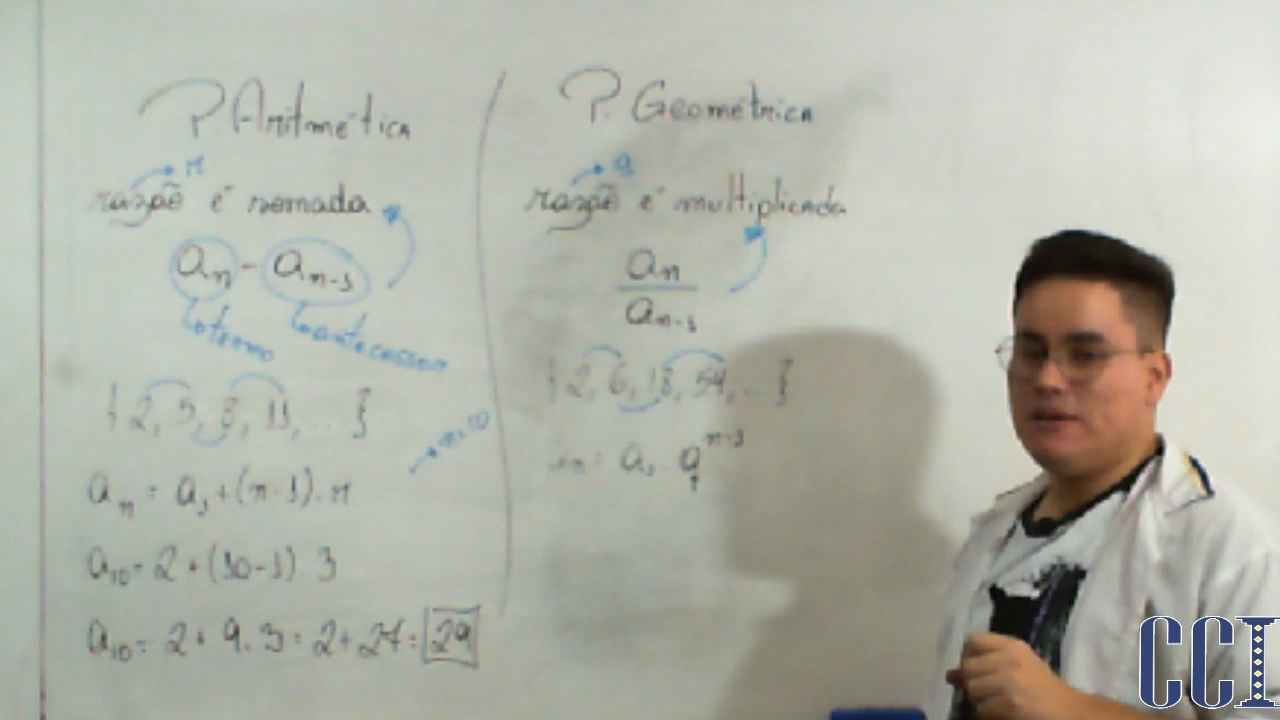 P. Aritmética
r
razão é somada
an - an-1
termo
antecessor
{ 2, 5, 8, 11, ... }
n=10
an = a1 + (n-1). r
a10 = 2 + (10-1) 3
a10 = 2 + 9. 3 = 2 + 27 = 29
P. Geométrica
q
razão é multiplicada
an
an-1
{ 2, 6, 18, 54, ... }
an = a1. q^n-1
CCI